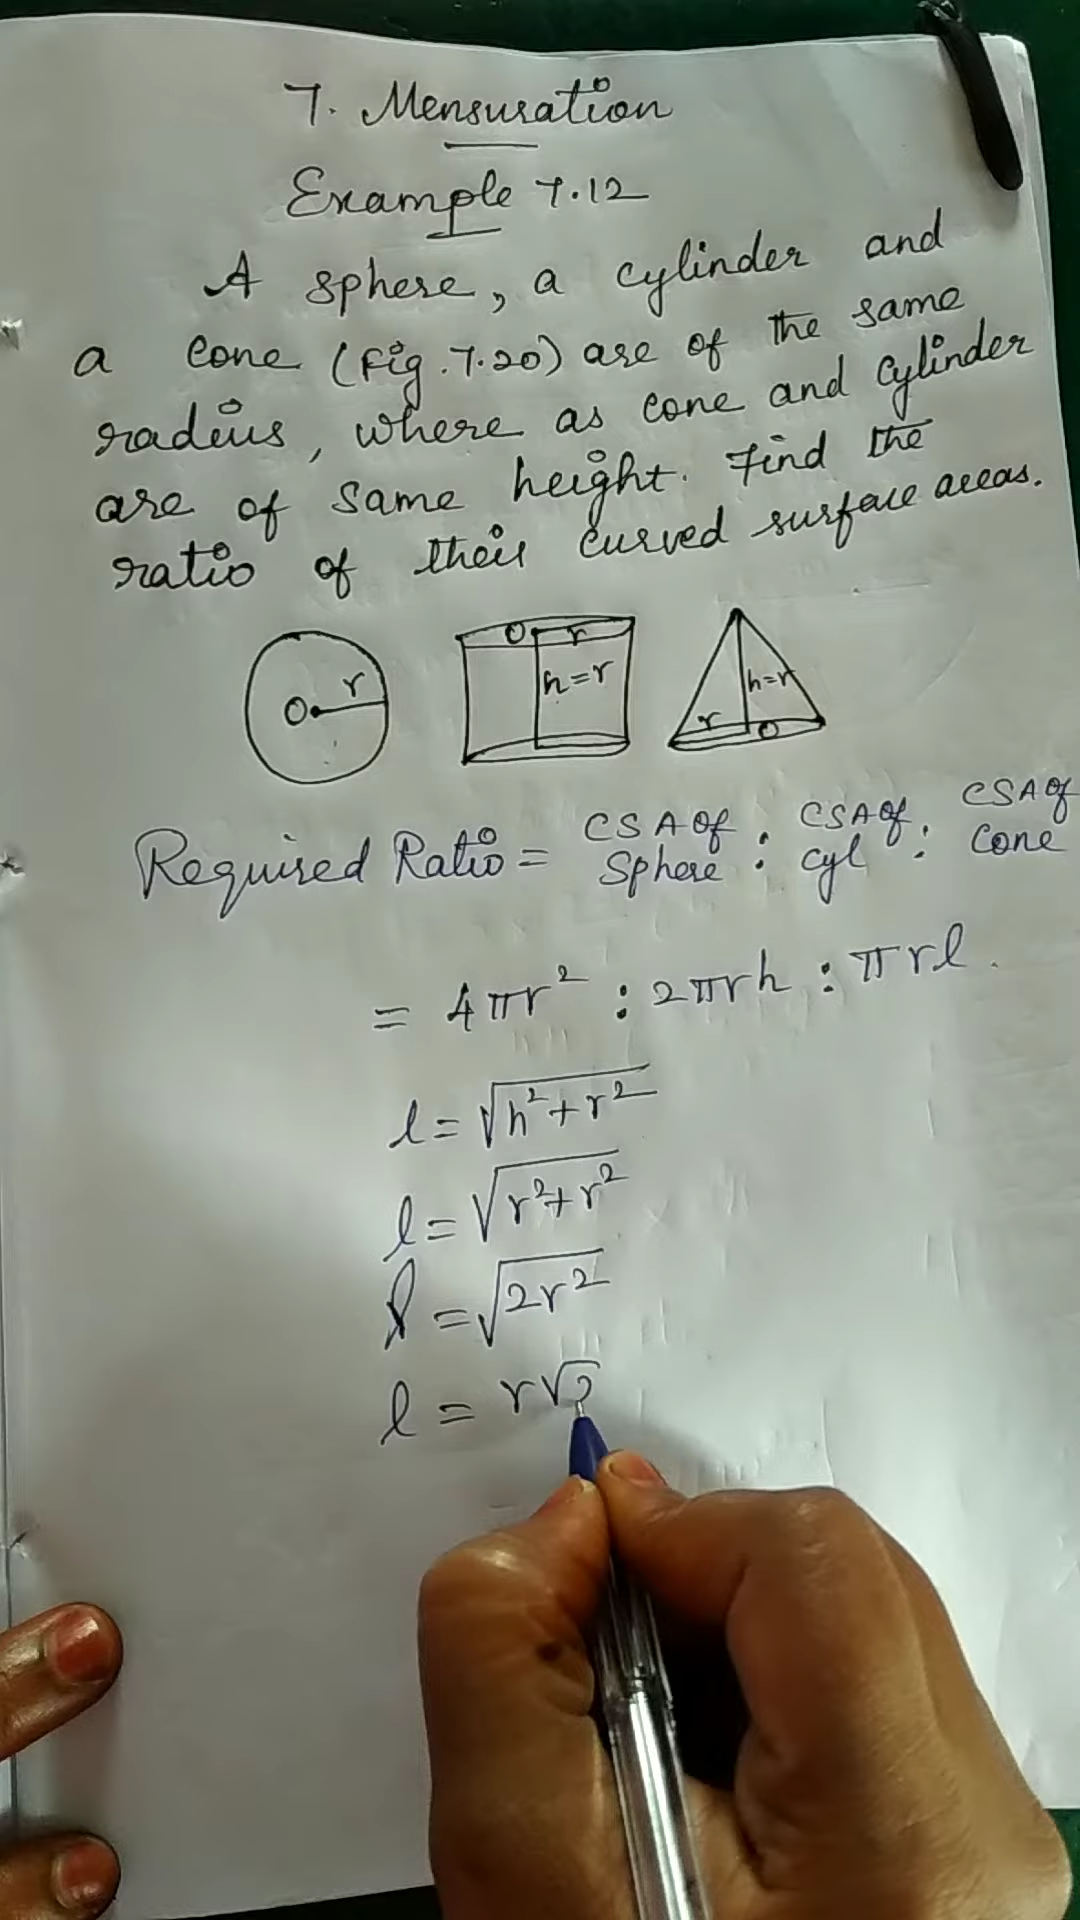 7. Mensuration
Example 7.12
A sphere, a cylinder and
a cone (Fig. 7.20) are of the same
radius, where as cone and cylinder
are of same height. Find the
ratio of their curved surface areas.
O r
O r h=r
h=r r O
Required Ratio = CSA Of Sphere : CSA Of Cyl : CSA Of Cone
= 4πr² : 2πrh : πrl.
l = √h²+r²
l = √r²+r²
l = √2r²
l = r√2